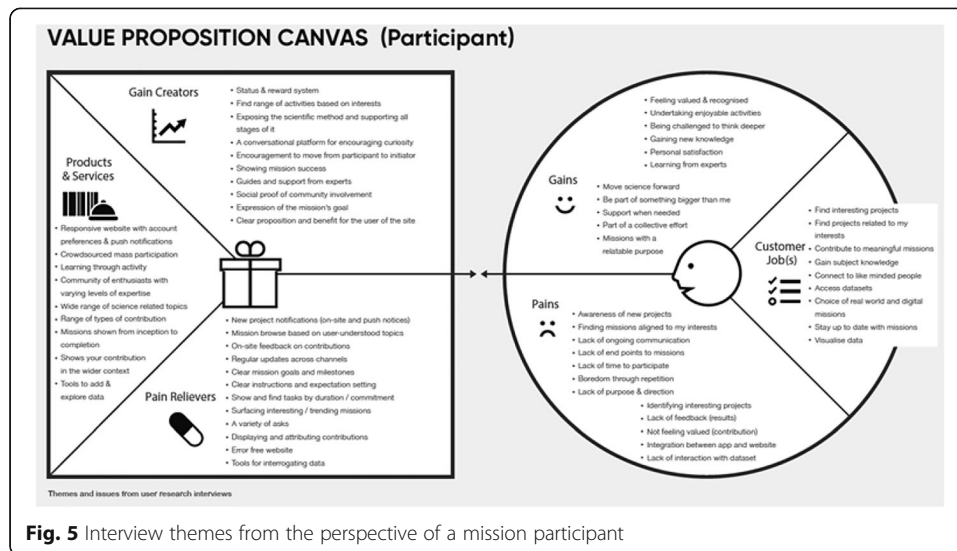 VALUE PROPOSITION CANVAS (Participant)
Gain Creators
• Status & reward system
• Find range of activities based on interests
• Exposing the scientific method and supporting all
stages of it
• A conversational platform for encouraging curiosity
• Encouragement to move from participant to initiator
• Showing mission success
• Guides and support from experts
• Social proof of community involvement
• Expression of the mission's goal
• Clear proposition and benefit for the user of the site
Products
& Services
• Responsive website with account
preferences & push notifications
• Crowdsourced mass participation
• Learning through activity
• Community of enthusiasts with
varying levels of expertise
• Wide range of science related topics
• Range of types of contribution
• Missions shown from inception to
completion
• Shows your contribution
in the wider context
• Tools to add &
explore data
Pain Relievers
• New project notifications (on-site and push notices)
• Mission browse based on user-understood topics
• On-site feedback on contributions
• Regular updates across channels
• Clear mission goals and milestones
• Clear instructions and expectation setting
• Show and find tasks by duration / commitment
• Surfacing interesting / trending missions
• A variety of asks
• Displaying and attributing contributions
• Error free website
• Tools for interrogating data
Gains
• Feeling valued & recognised
• Undertaking enjoyable activities
• Being challenged to think deeper
• Gaining new knowledge
• Personal satisfaction
• Learning from experts
• Move science forward
• Be part of something bigger than me
• Support when needed
• Part of a collective effort
• Missions with a
relatable purpose
Customer
Job(s)
• Find interesting projects
• Find projects related to my
interests
• Contribute to meaningful missions
• Gain subject knowledge
• Connect to like minded people
• Access datasets
• Choice of real world and digital
missions
• Stay up to date with missions
• Visualise data
Pains
• Awareness of new projects
• Finding missions aligned to my interests
• Lack of ongoing communication
• Lack of end points to missions
• Lack of time to participate
• Boredom through repetition
• Lack of purpose & direction
• Identifying interesting projects
• Lack of feedback (results)
• Not feeling valued (contribution)
• Integration between app and website
• Lack of interaction with dataset
Themes and issues from user research interviews
Fig. 5 Interview themes from the perspective of a mission participant